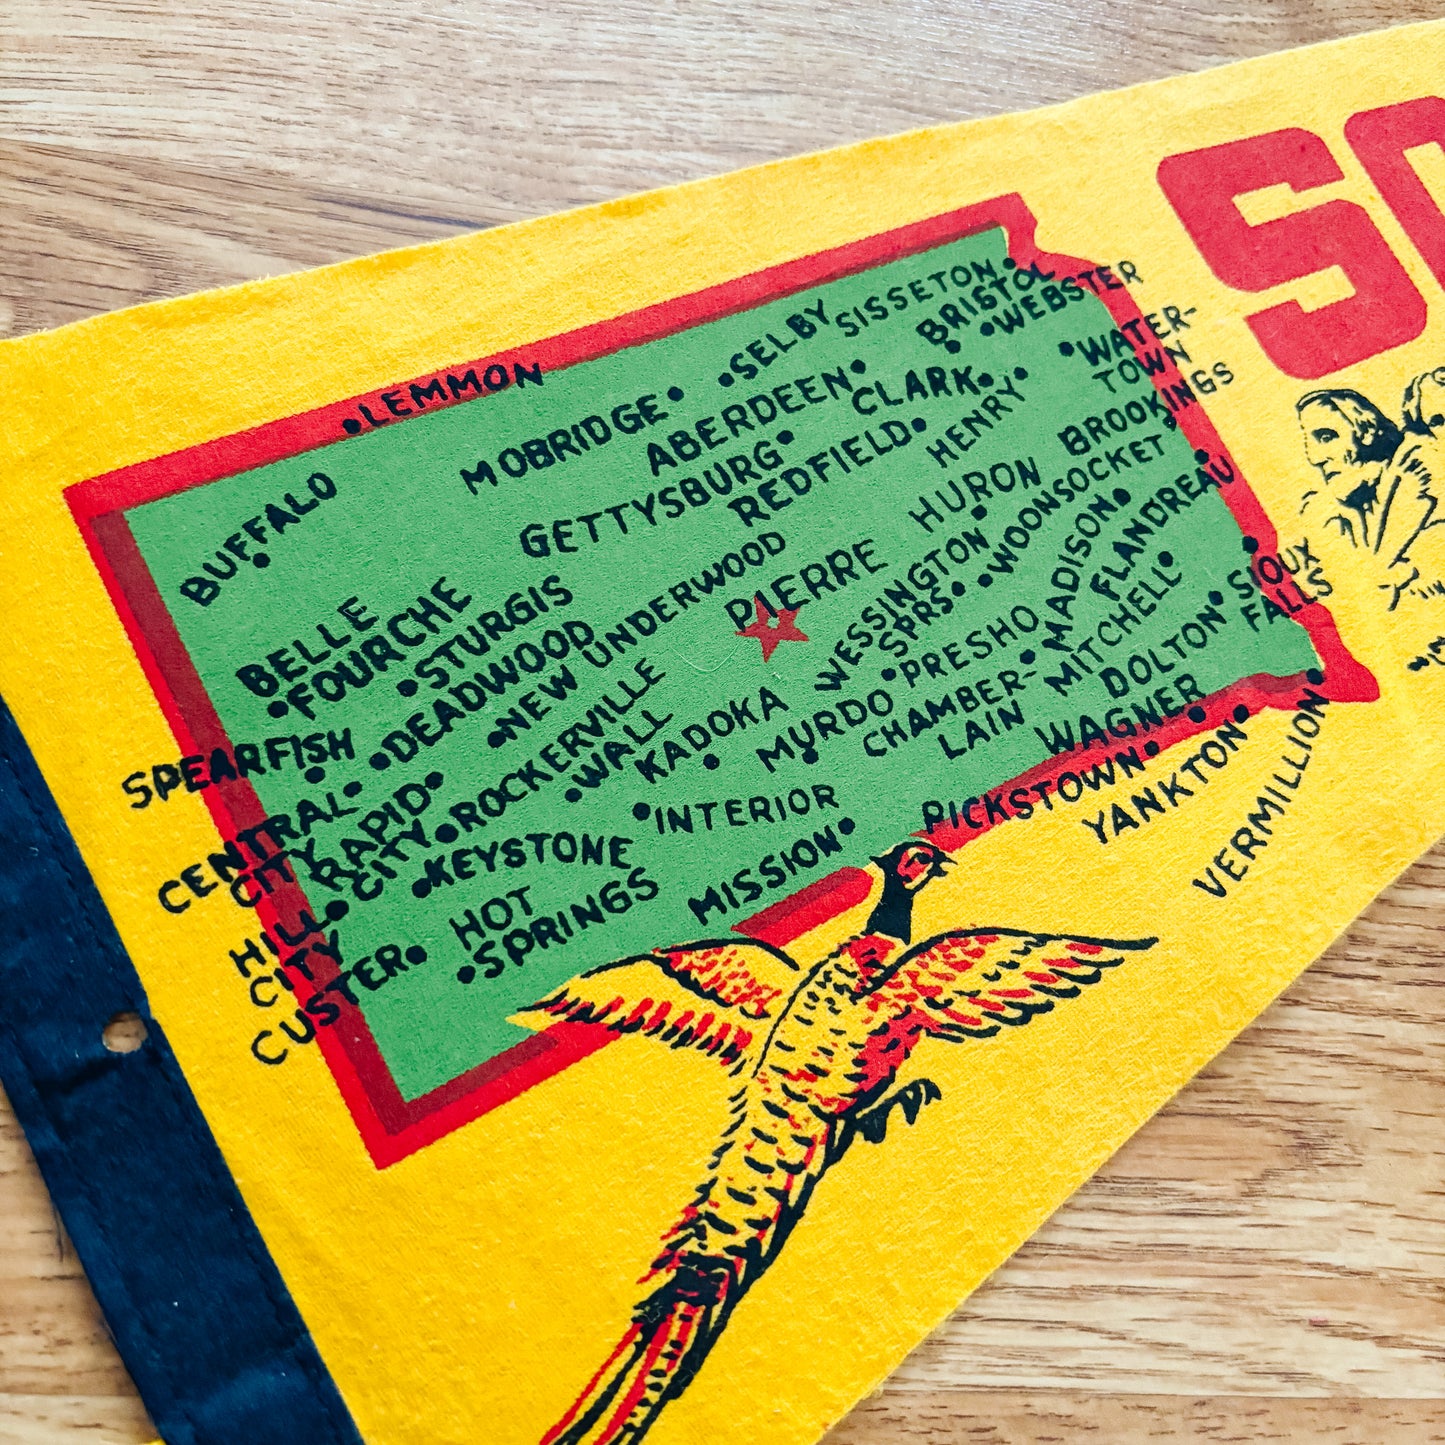 SO
SISSETON
BRISTOL
WEBSTER
SELBY
LEMMON
MOBRIDGE
ABERDEEN
CLARK
HENRY
WATER-
TOWN
BROOKINGS
BUFFALO
GETTYSBURG
REDFIELD
HURON
WOONSOCKET
FLANDREAU
BELLE
FOURCHE
STURGIS
NEW UNDERWOOD
PIERRE
WESSINGTON
SPRS
MADISON
MITCHELL
SIOUX
FALLS
SPEARFISH
DEADWOOD
ROCKERVILLE
WALL
KADOKA
MURDO
PRESHO
CHAMBER-
LAIN
DOLTON
WAGNER
CENTRAL
CITY
RAPID
CITY
KEYSTONE
INTERIOR
PICKSTOWN
YANKTON
VERMILLION
HILL
CITY
CUSTER
HOT
SPRINGS
MISSION